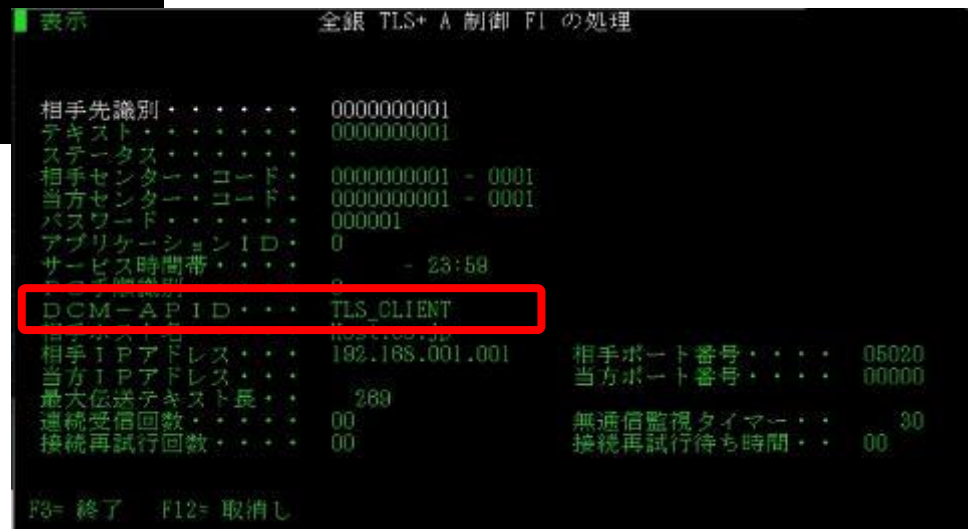 表示 全銀 TLS+ A 制御 F1 の処理
相手先識別・・・・・・ 0000000001
テキスト・・・・・・・ 0000000001
ステータス・・・・・・
相手センター・コード・ 0000000001 - 0001
当方センター・コード・ 0000000001 - 0001
パスワード・・・・・・ 000001
アプリケーションID・ 0
サービス時間帯・・・・ - 23:59
DCM-APID・・・ TLS_CLIENT
相手ホスト名
相手IPアドレス・・・ 192.168.001.001 相手ポート番号・・・・ 05020
当方IPアドレス・・・ 当方ポート番号・・・・ 00000
最大伝送テキスト長・・ 269
連続受信回数・・・・・ 00 無通信監視タイマー・・ 30
接続再試行回数・・・・ 00 接続再試行待ち時間・・ 00
F3= 終了 F12= 取消し